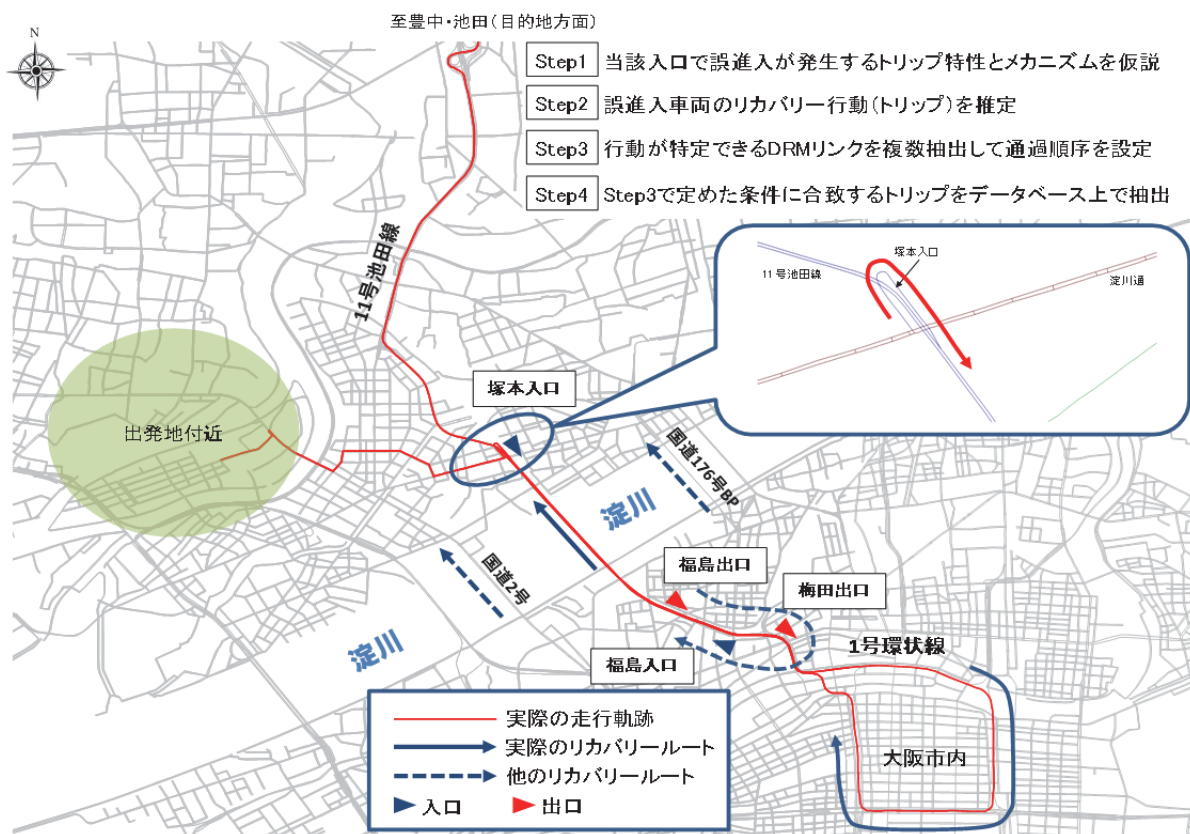 至豊中・池田(目的地方面)
N
Step1 当該入口で誤進入が発生するトリップ特性とメカニズムを仮説
Step2 誤進入車両のリカバリー行動(トリップ)を推定
Step3 行動が特定できるDRMリンクを複数抽出して通過順序を設定
Step4 Step3で定めた条件に合致するトリップをデータベース上で抽出
11号池田線
塚本入口
11号池田線
淀川通
塚本入口
出発地付近
国道176号BP
淀川
国道2号
淀川
福島出口
梅田出口
福島入口
1号環状線
大阪市内
実際の走行軌跡
実際のリカバリールート
他のリカバリールート
入口 出口